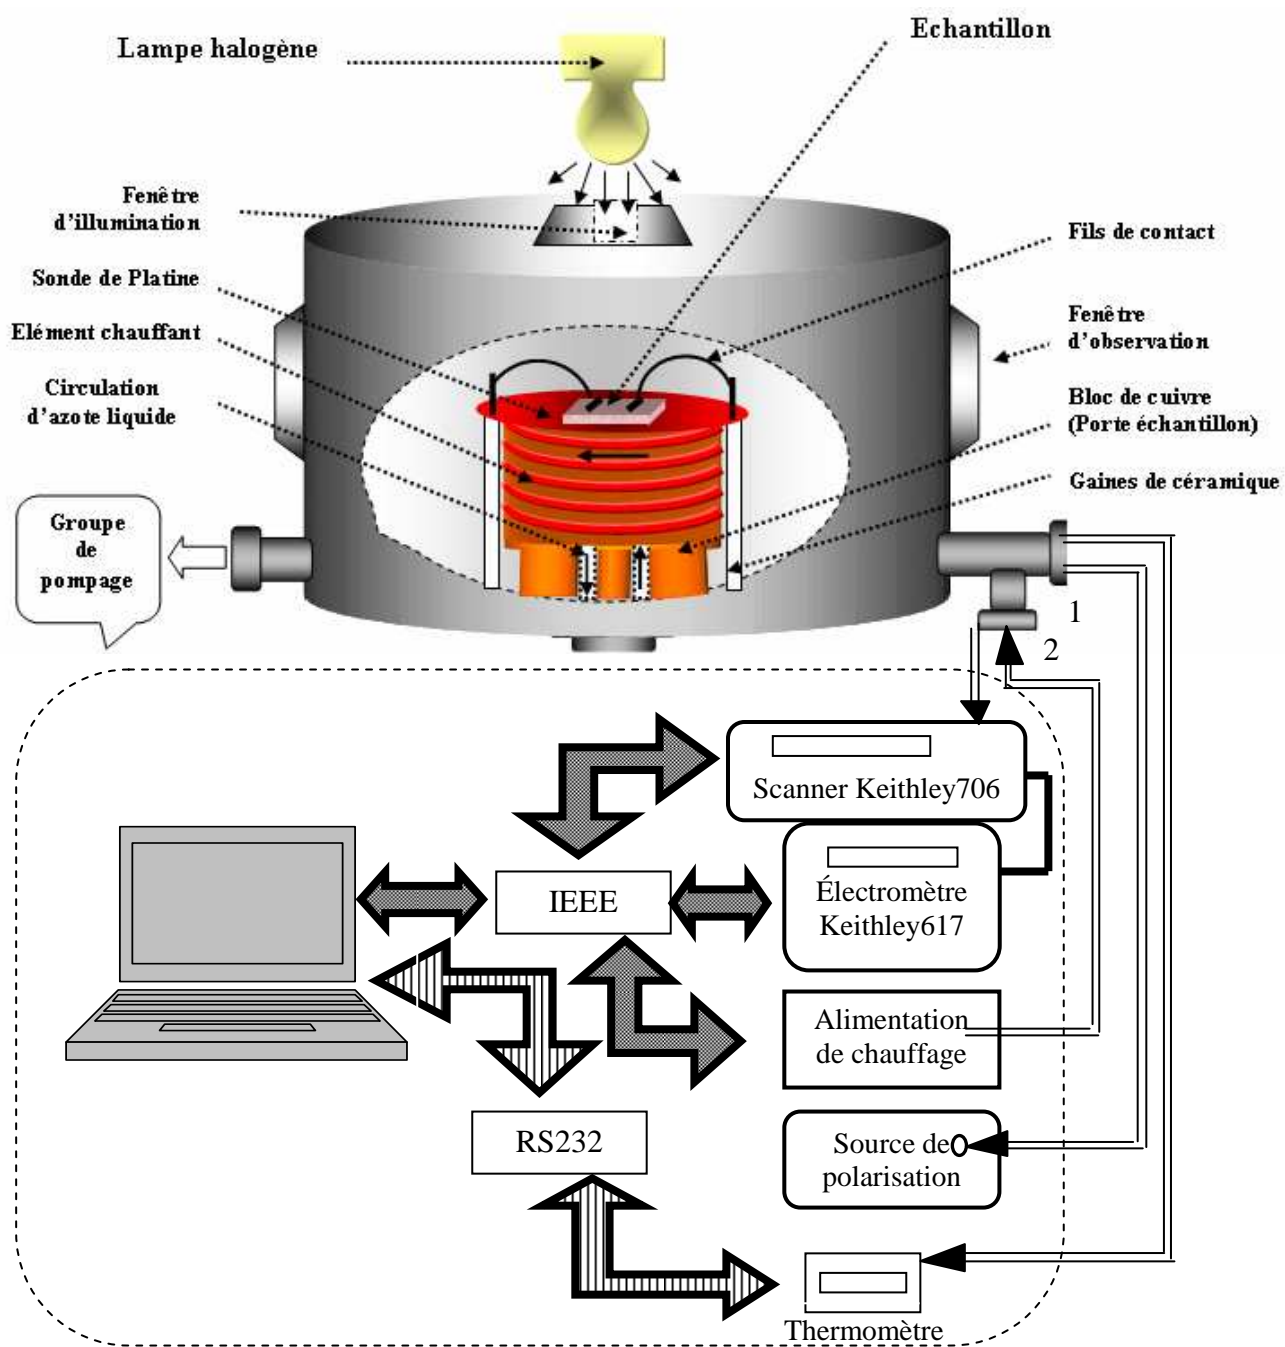 Lampe halogène
Echantillon
Fenêtre
d'illumination
Fils de contact
Sonde de Platine
Elément chauffant
Fenêtre
d'observation
Circulation
d'azote liquide
Bloc de cuivre
(Porte échantillon)
Gaines de céramique
Groupe
de
pompage
1
2
Scanner Keithley706
Électromètre
Keithley617
IEEE
Alimentation
de chauffage
RS232
Source de
polarisation
Thermomètre